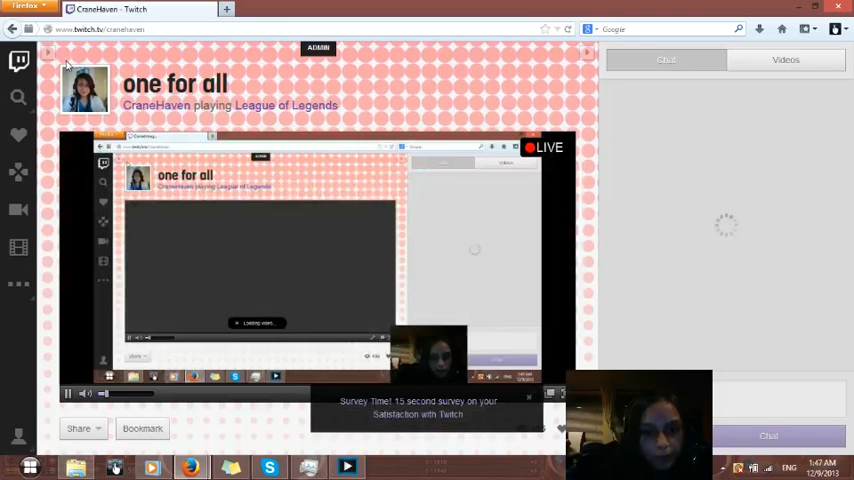 Firefox
CraneHaven - Twitch
www.twitch.tv/cranehaven
Google
ADMIN
one for all
CraneHaven playing League of Legends
Chat
Videos
LIVE
one for all
CraneHaven playing League of Legends
Videos
Loading video...
Share
Survey Time! 15 second survey on your
Satisfaction with Twitch
Share
Bookmark
Chat
ENG
1:47 AM
12/9/2013